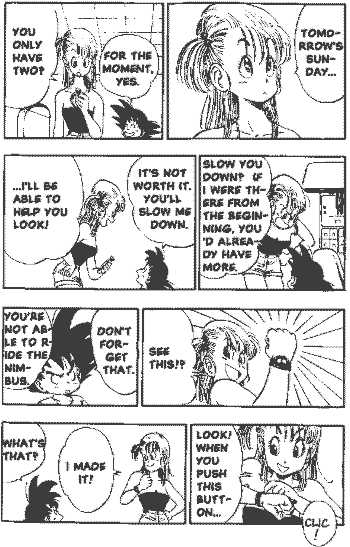 YOU
ONLY
HAVE
TWO?
FOR THE
MOMENT,
YES.
TOMO-
RROW'S
SUN-
DAY...
...I'LL BE
ABLE TO
HELP YOU
LOOK!
IT'S NOT
WORTH IT.
YOU'LL
SLOW ME
DOWN.
SLOW YOU
DOWN? IF
I WERE TH-
ERE FROM
THE BEGIN-
NING, YOU
'D ALREA-
DY HAVE
MORE.
YOU'RE
NOT AB-
LE TO R-
IDE THE
NIM-
BUS.
DON'T
FOR-
GET
THAT.
SEE
THIS!?
WHAT'S
THAT?
I MADE
IT!
LOOK!
WHEN
YOU
PUSH
THIS
BUTT-
ON...
CLIC
!